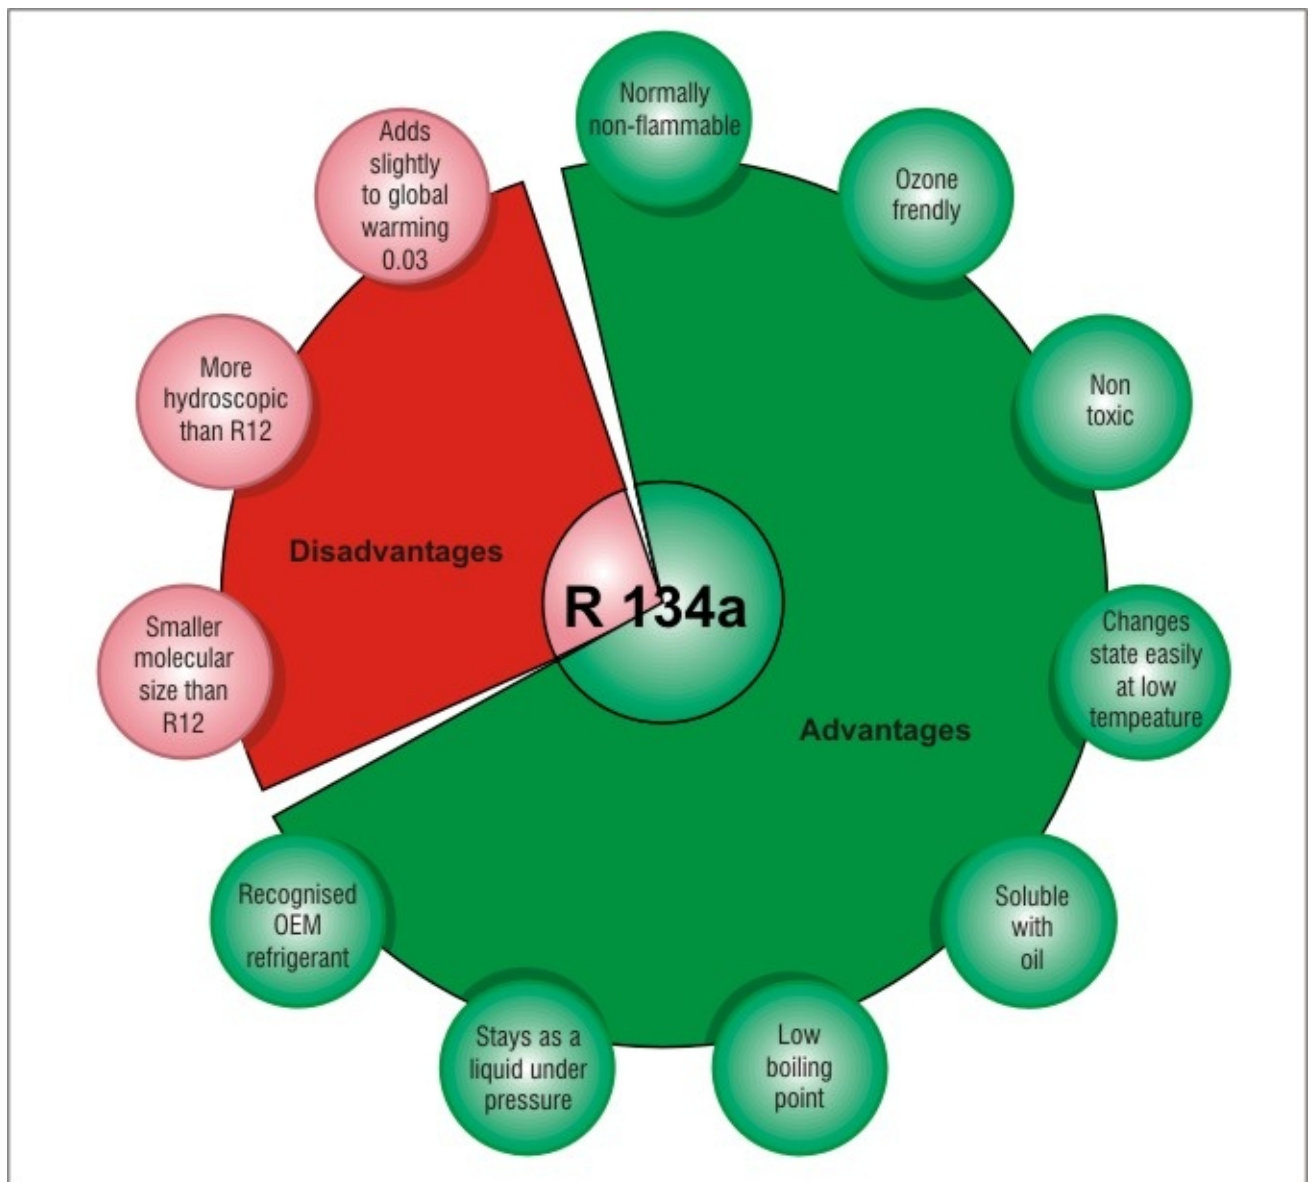 Normally
non-flammable
Ozone
frendly
Non
toxic
Changes
state easily
at low
tempeature
Soluble
with
oil
Low
boiling
point
Stays as a
liquid under
pressure
Recognised
OEM
refrigerant
Smaller
molecular
size than
R12
More
hydroscopic
than R12
Adds
slightly
to global
warming
0.03
Disadvantages
R 134a
Advantages